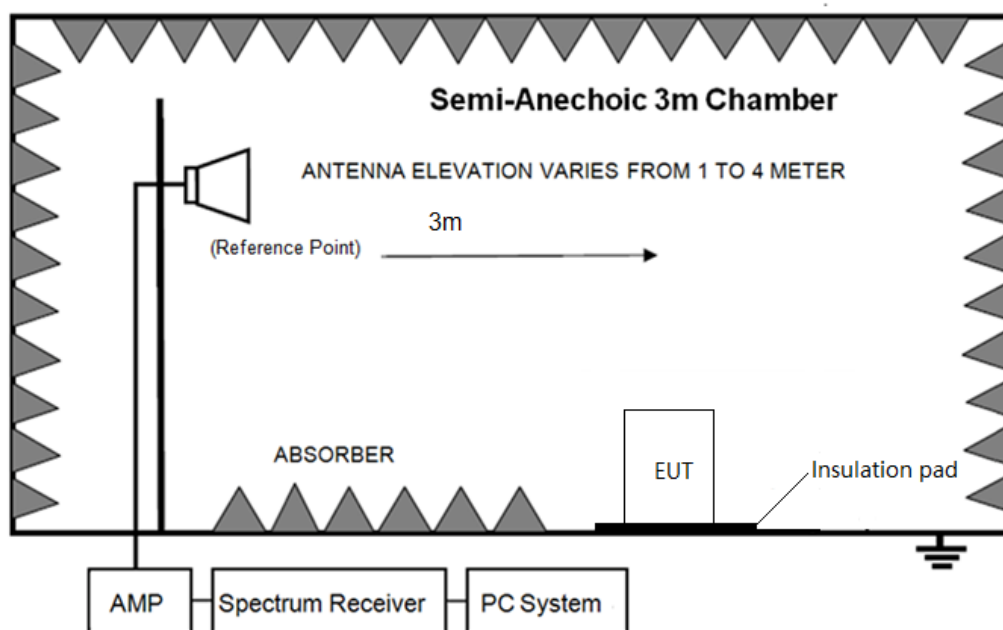 Semi-Anechoic 3m Chamber
ANTENNA ELEVATION VARIES FROM 1 TO 4 METER
3m
(Reference Point)
ABSORBER
EUT
Insulation pad
AMP
Spectrum Receiver
PC System